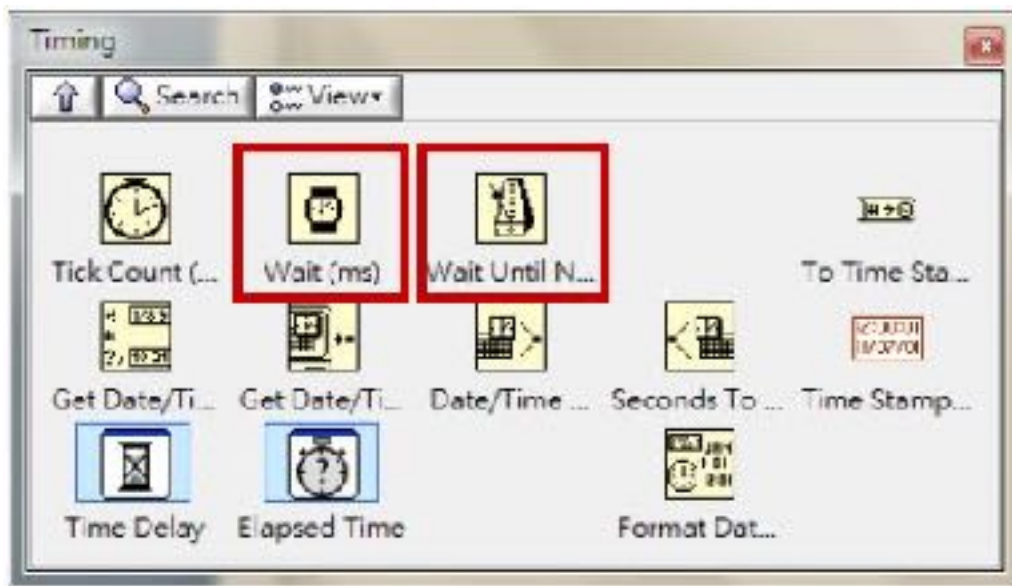 Timing
Search View
Tick Count (... Wait (ms) Wait Until N... To Time Sta...
Get Date/Ti... Get Date/Ti... Date/Time ... Seconds To ... Time Stamp...
Time Delay Elapsed Time Format Dat...